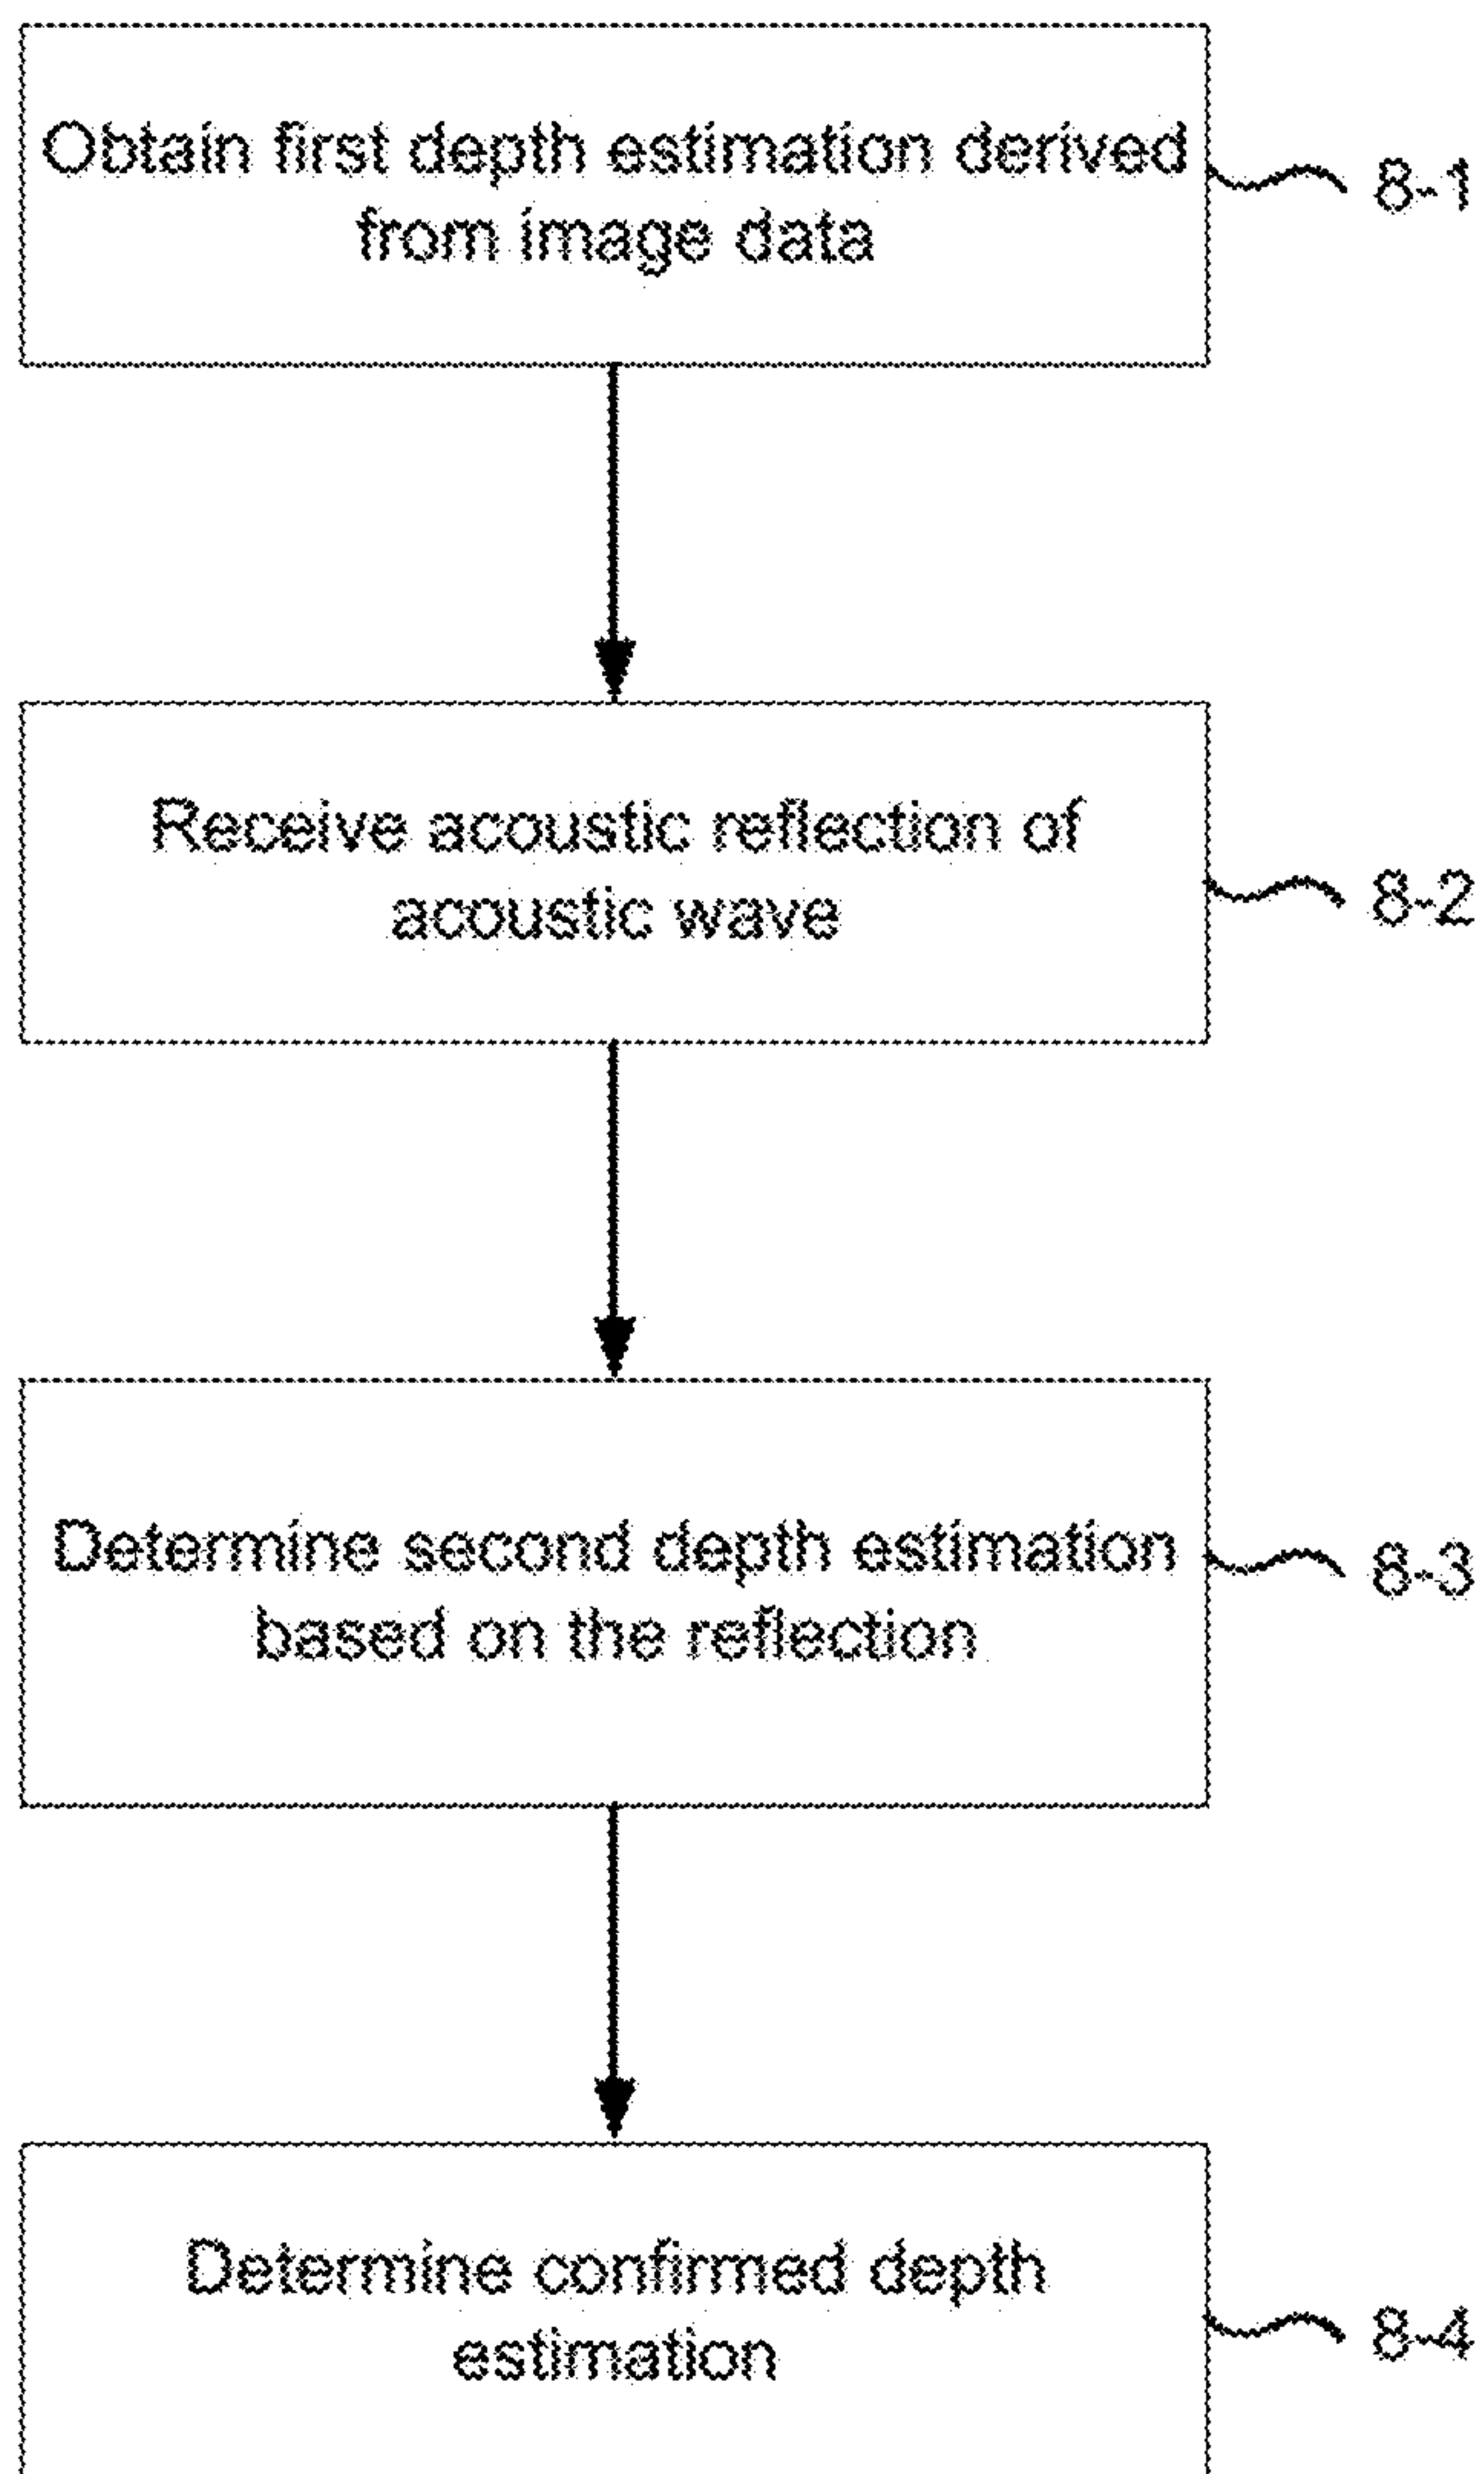 Obtain first depth estimation derived
from image data
8-1
Receive acoustic reflection of
acoustic wave
8-2
Determine second depth estimation
based on the reflection
8-3
Determine confirmed depth
estimation
8-4